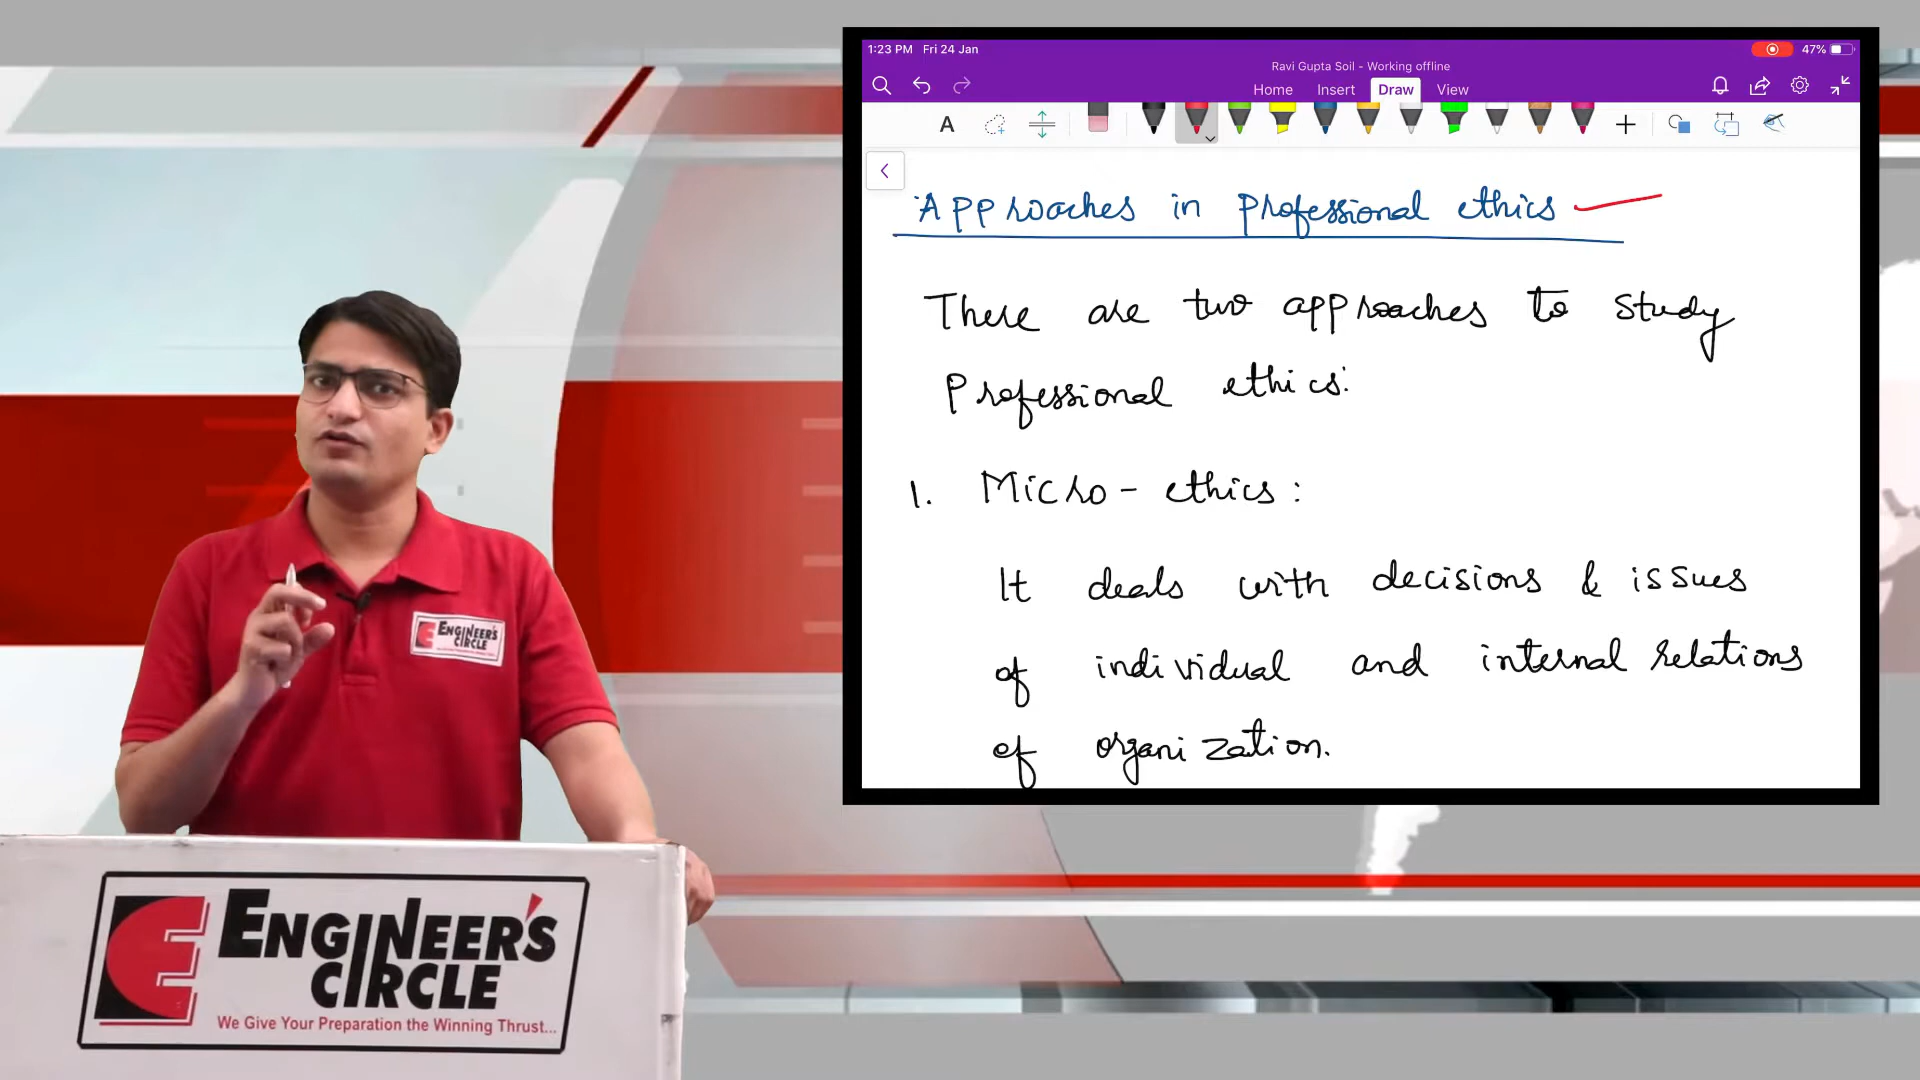 1:23 PM Fri 24 Jan
47%
Ravi Gupta Soil - Working offline
Home Insert Draw View
A
Approaches in professional ethics
There are two approaches to study
Professional ethics:
1. Micro-ethics:
It deals with decisions & issues
of individual and internal relations
of organization.
ENGINEER'S
CIRCLE
ENGINEER'S
CIRCLE
We Give Your Preparation the Winning Thrust...